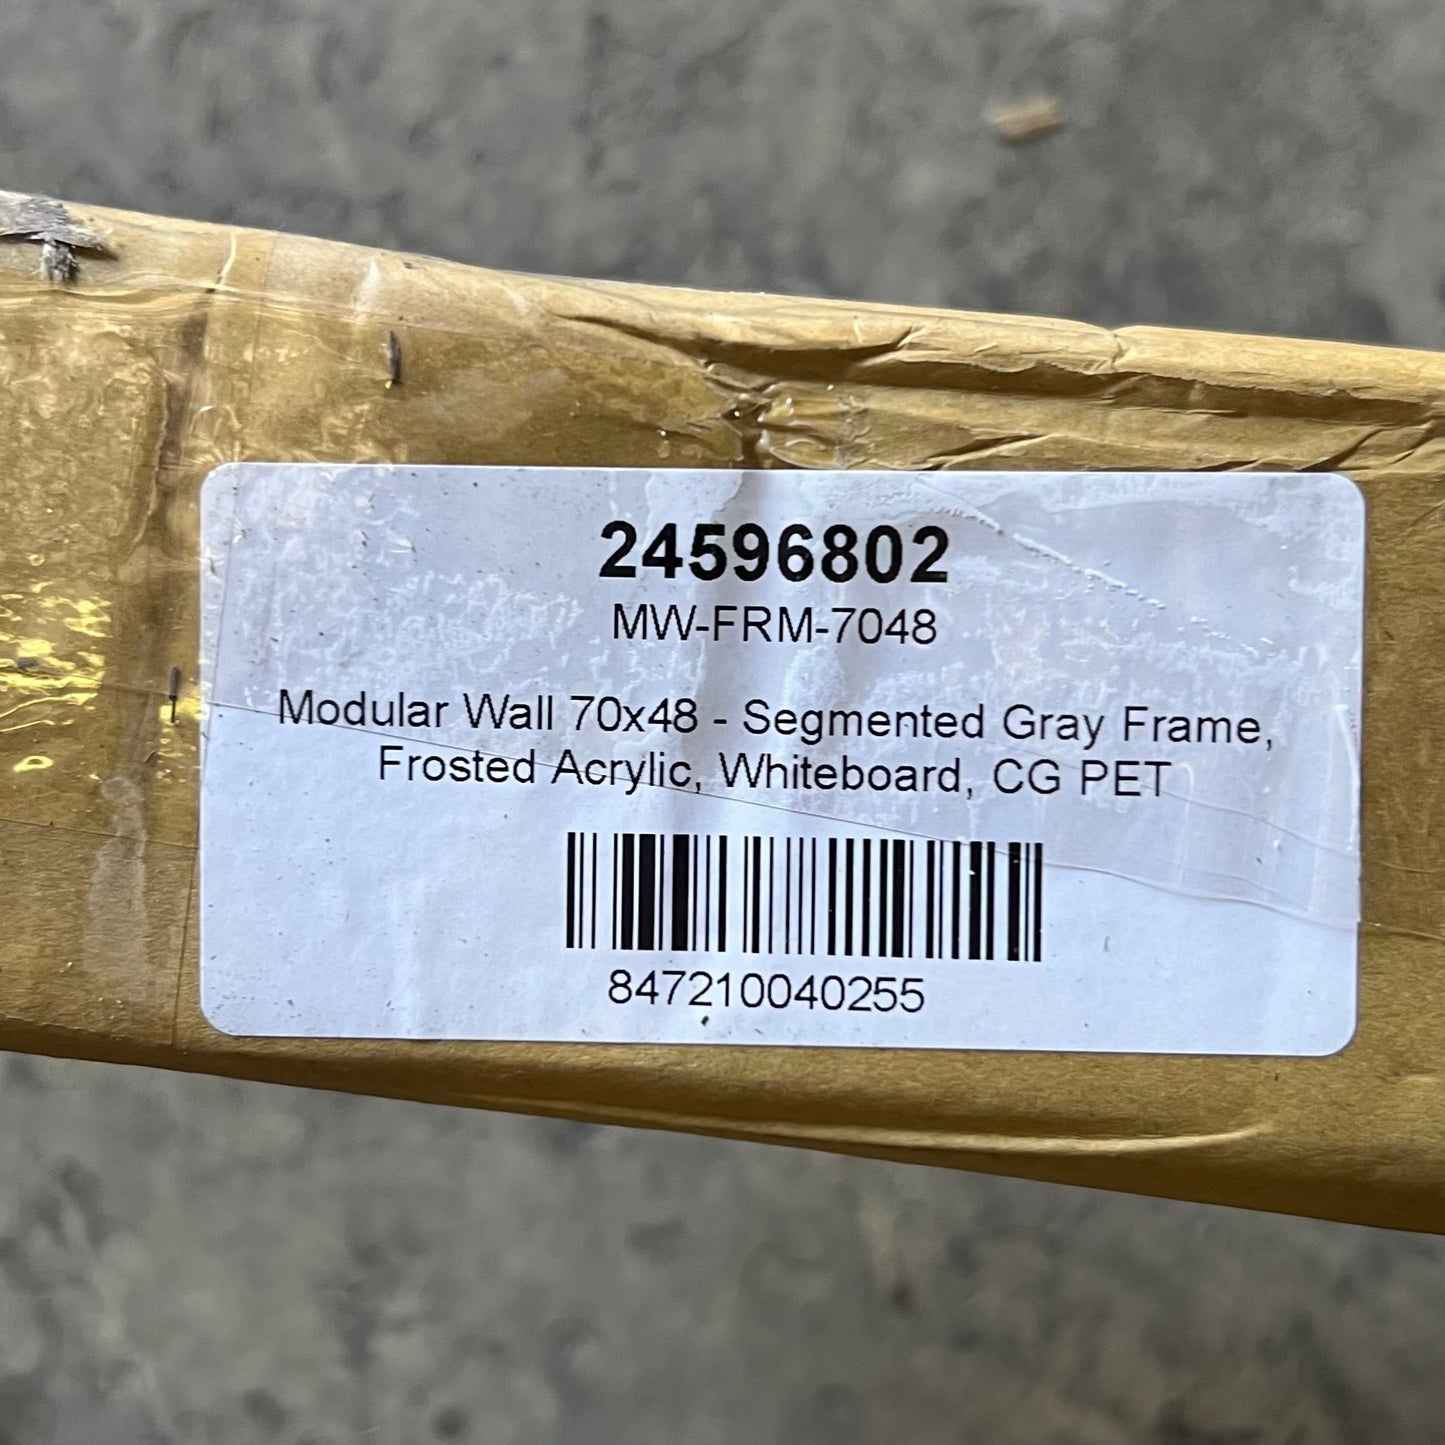 24596802
MW-FRM-7048
Modular Wall 70x48 - Segmented Gray Frame,
Frosted Acrylic, Whiteboard, CG PET
847210040255